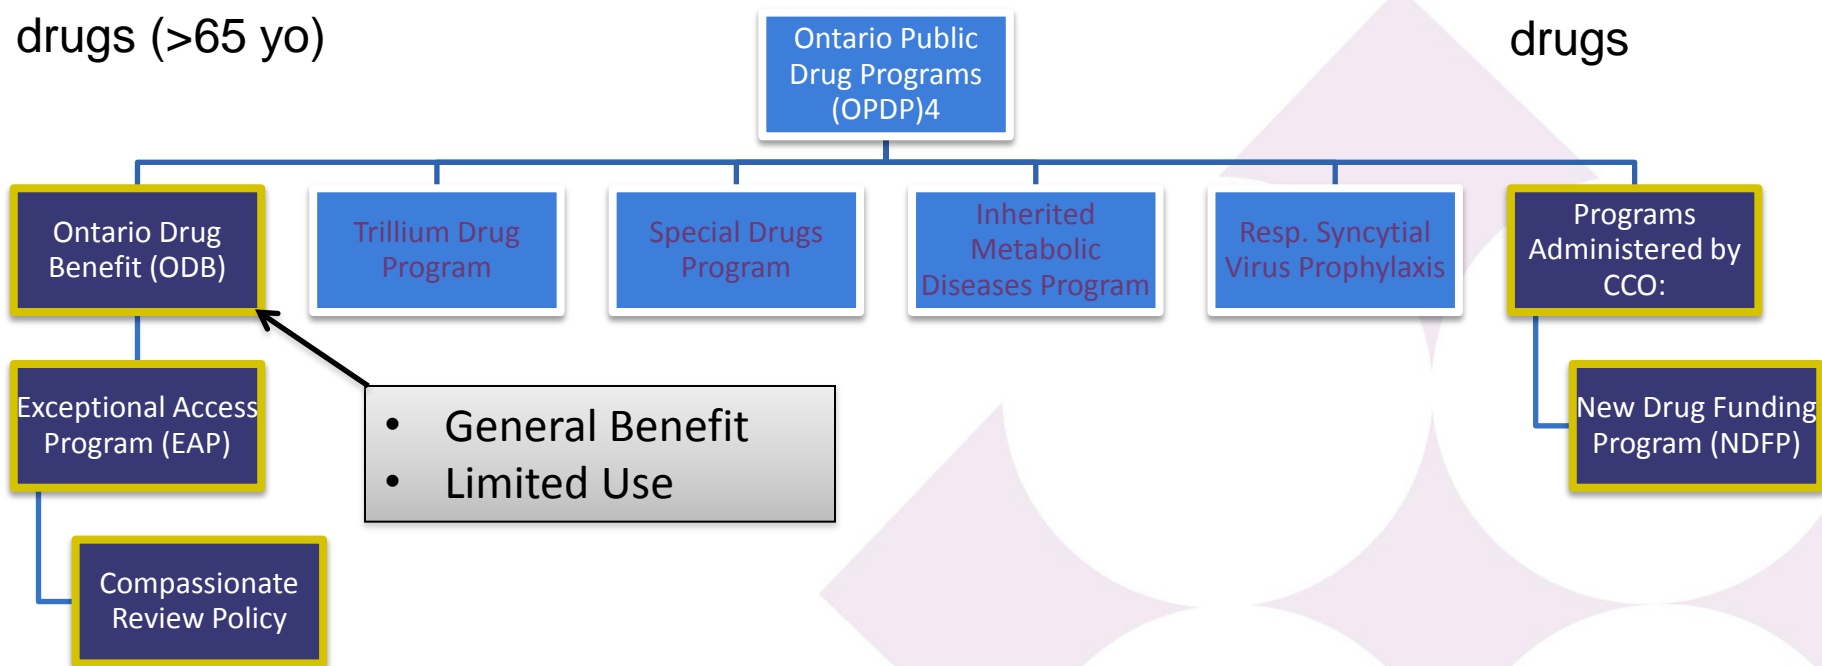 drugs (>65 yo)
drugs
Ontario Public
Drug Programs
(OPDP)4
Ontario Drug
Benefit (ODB)
Trillium Drug
Program
Special Drugs
Program
Inherited
Metabolic
Diseases Program
Resp. Syncytial
Virus Prophylaxis
Programs
Administered by
CCO:
Exceptional Access
Program (EAP)
• General Benefit
• Limited Use
New Drug Funding
Program (NDFP)
Compassionate
Review Policy